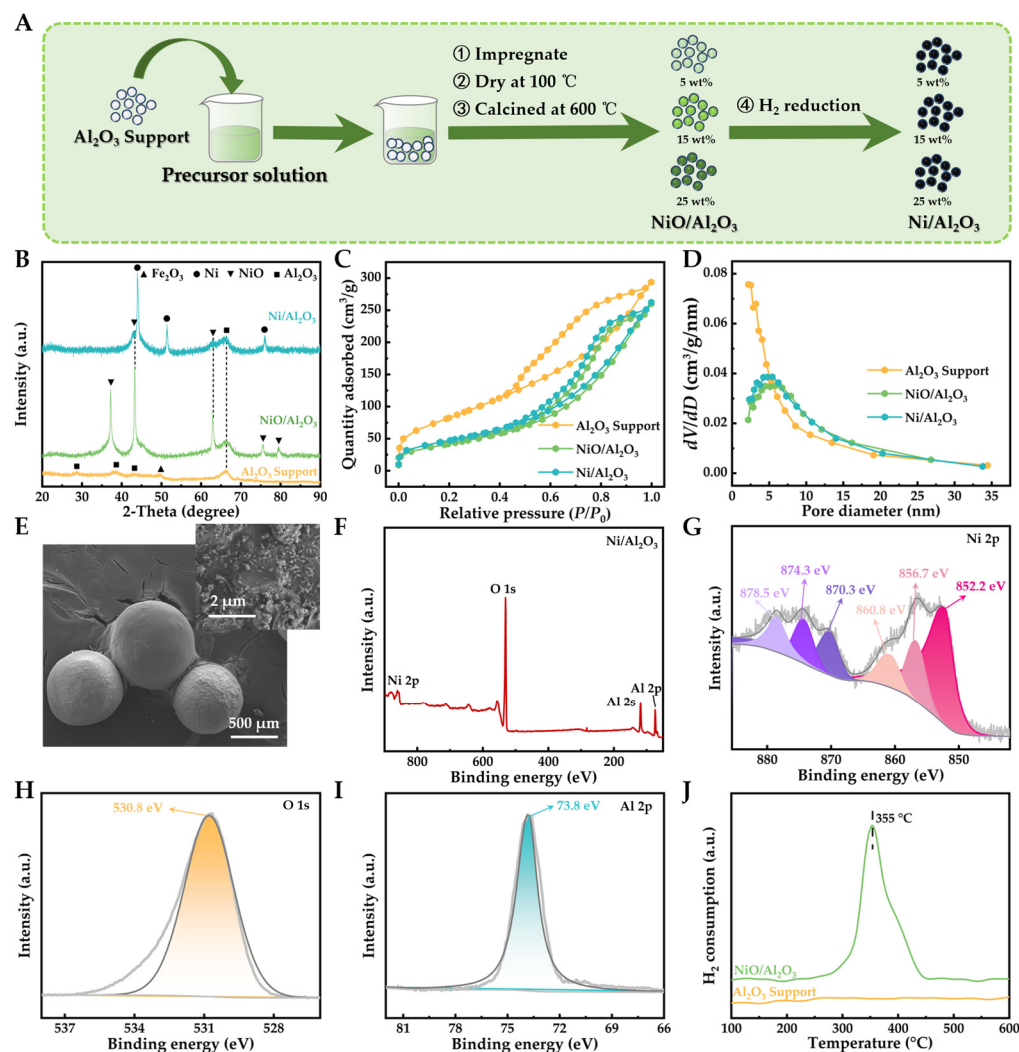 A
① Impregnate
② Dry at 100 ℃
③ Calcined at 600 ℃
④ H₂ reduction
Al₂O₃ Support
Precursor solution
5 wt%
15 wt%
25 wt%
NiO/Al₂O₃
5 wt%
15 wt%
25 wt%
Ni/Al₂O₃
B
▲ Fe₂O₃ ● Ni ▼ NiO ■ Al₂O₃
Ni/Al₂O₃
NiO/Al₂O₃
Al₂O₃ Support
Intensity (a.u.)
20 30 40 50 60 70 80 90
2-Theta (degree)
C
Quantity adsorbed (cm³/g)
300
250
200
150
100
50
0
Al₂O₃ Support
NiO/Al₂O₃
Ni/Al₂O₃
0.0 0.2 0.4 0.6 0.8 1.0
Relative pressure (P/P₀)
D
dV/dD (cm³/g/nm)
0.08
0.06
0.04
0.02
0.00
Al₂O₃ Support
NiO/Al₂O₃
Ni/Al₂O₃
0 5 10 15 20 25 30 35
Pore diameter (nm)
E
2 μm
500 μm
F
Ni/Al₂O₃
O 1s
Ni 2p
Al 2p
Al 2s
Intensity (a.u.)
800 600 400 200
Binding energy (eV)
G
Ni 2p
878.5 eV
874.3 eV
870.3 eV
860.8 eV
856.7 eV
852.2 eV
Intensity (a.u.)
880 870 860 850
Binding energy (eV)
H
O 1s
530.8 eV
Intensity (a.u.)
537 534 531 528
Binding energy (eV)
I
Al 2p
73.8 eV
Intensity (a.u.)
82 78 74 70 66
Binding energy (eV)
J
355 °C
NiO/Al₂O₃
Al₂O₃ Support
H₂ consumption (a.u.)
100 200 300 400 500 600
Temperature (°C)